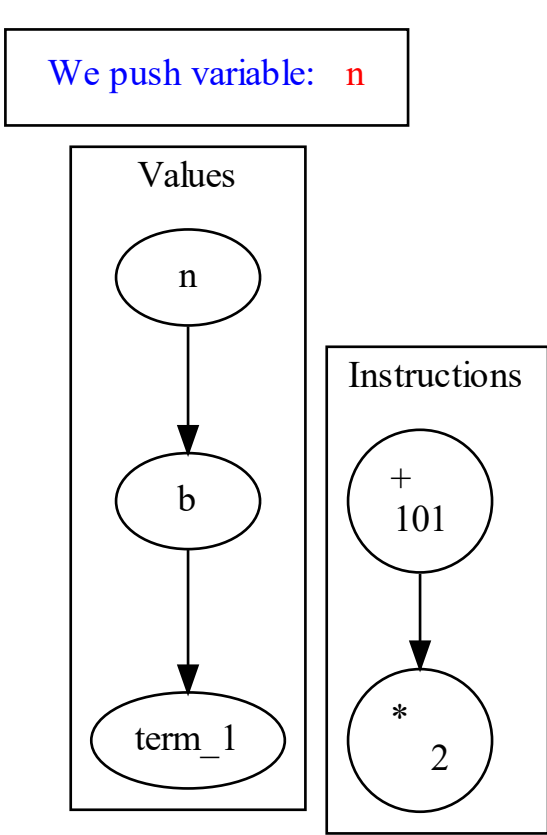 We push variable: n
Values
n
b
term_1
Instructions
+
101
*
2